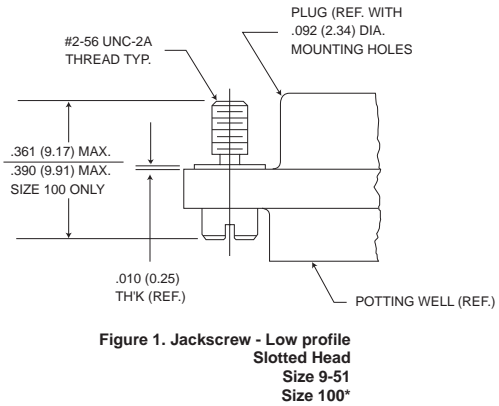 PLUG (REF. WITH
.092 (2.34) DIA.
MOUNTING HOLES
#2-56 UNC-2A
THREAD TYP.
.361 (9.17) MAX.
.390 (9.91) MAX.
SIZE 100 ONLY
.010 (0.25)
TH'K (REF.)
POTTING WELL (REF.)
Figure 1. Jackscrew - Low profile
Slotted Head
Size 9-51
Size 100*